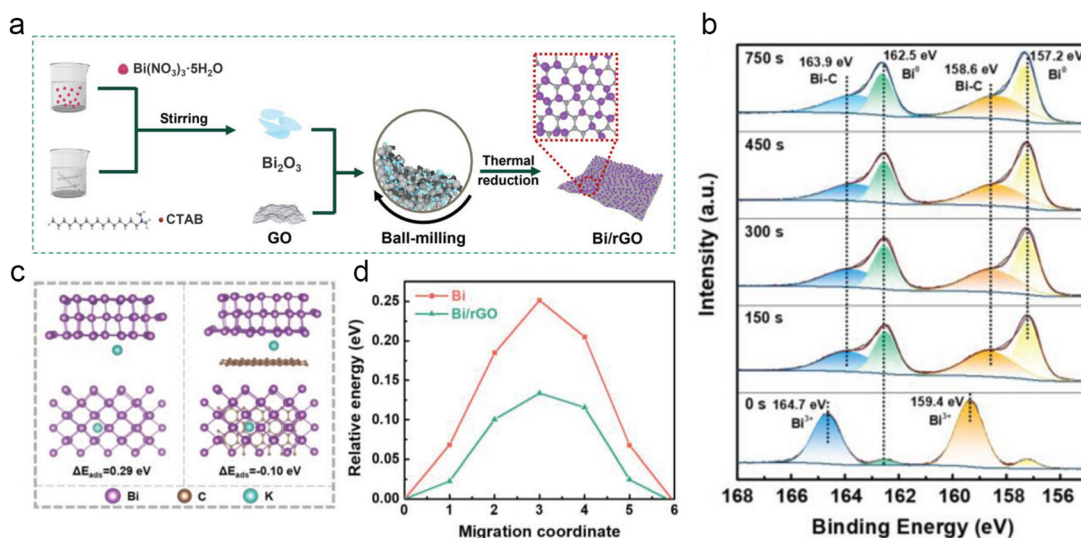 a
Bi(NO₃)₃·5H₂O
Stirring
CTAB
Bi₂O₃
GO
Ball-milling
Thermal
reduction
Bi/rGO
b
750 s
163.9 eV
Bi-C
162.5 eV
Bi⁰
158.6 eV
Bi-C
157.2 eV
Bi⁰
450 s
300 s
150 s
0 s
164.7 eV
Bi³⁺
159.4 eV
Bi³⁺
Intensity (a.u.)
168 166 164 162 160 158 156
Binding Energy (eV)
c
ΔEads=0.29 eV
ΔEads=-0.10 eV
Bi C K
d
Bi
Bi/rGO
Relative energy (eV)
0.25
0.20
0.15
0.10
0.05
0.00
0 1 2 3 4 5 6
Migration coordinate